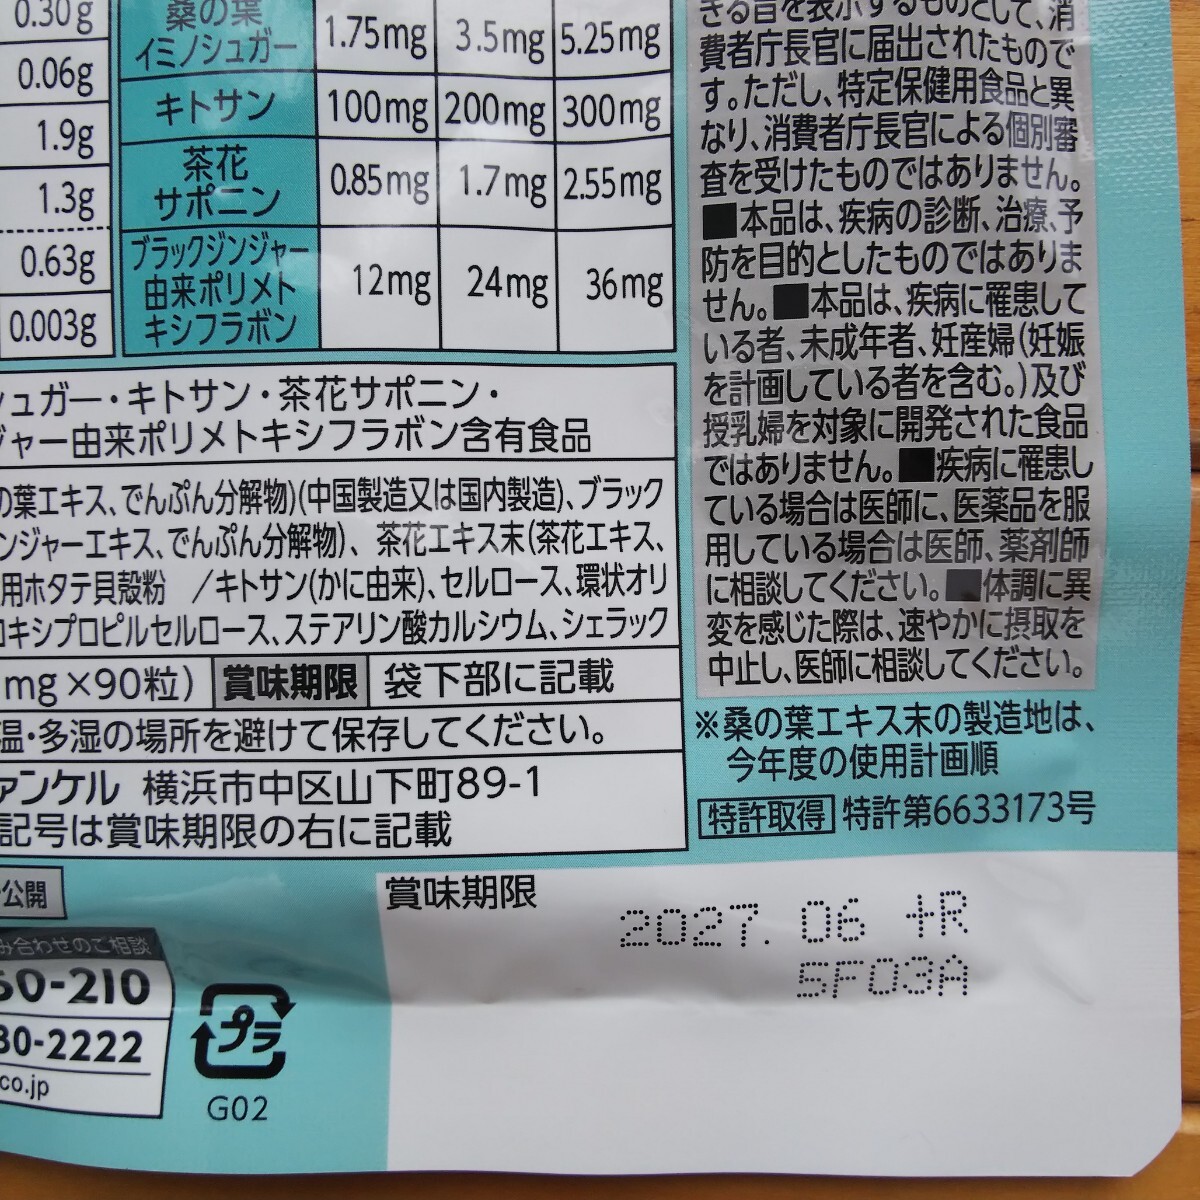 0.30g
0.06g
1.9g
1.3g
0.63g
0.003g
桑の葉
イミノシュガー
1.75mg 3.5mg 5.25mg
キトサン
100mg 200mg 300mg
茶花
サポニン
0.85mg 1.7mg 2.55mg
ブラックジンジャー
由来ポリメト
キシフラボン
12mg 24mg 36mg
シュガー・キトサン・茶花サポニン・
ジャー由来ポリメトキシフラボン含有食品
の葉エキス、でんぷん分解物)(中国製造又は国内製造)、ブラック
ンジャーエキス、でんぷん分解物)、茶花エキス末(茶花エキス、
用ホタテ貝殻粉 /キトサン(かに由来)、セルロース、環状オリ
ロキシプロピルセルロース、ステアリン酸カルシウム、シェラック
mg×90粒) 賞味期限 袋下部に記載
温・多湿の場所を避けて保存してください。
ァンケル 横浜市中区山下町89-1
記号は賞味期限の右に記載
きる旨を表示するものとして、消
費者庁長官に届出されたもので
す。ただし、特定保健用食品と異
なり、消費者庁長官による個別審
査を受けたものではありません。
■本品は、疾病の診断、治療、予
防を目的としたものではありま
せん。■本品は、疾病に罹患して
いる者、未成年者、妊産婦(妊娠
を計画している者を含む。)及び
授乳婦を対象に開発された食品
ではありません。■疾病に罹患し
ている場合は医師に、医薬品を服
用している場合は医師、薬剤師
に相談してください。■体調に異
変を感じた際は、速やかに摂取を
中止し、医師に相談してください。
※桑の葉エキス末の製造地は、
今年度の使用計画順
特許取得 特許第6633173号
公開
み合わせのご相談
50-210
30-2222
co.jp
プラ
G02
賞味期限
2027. 06 +R
5F03A